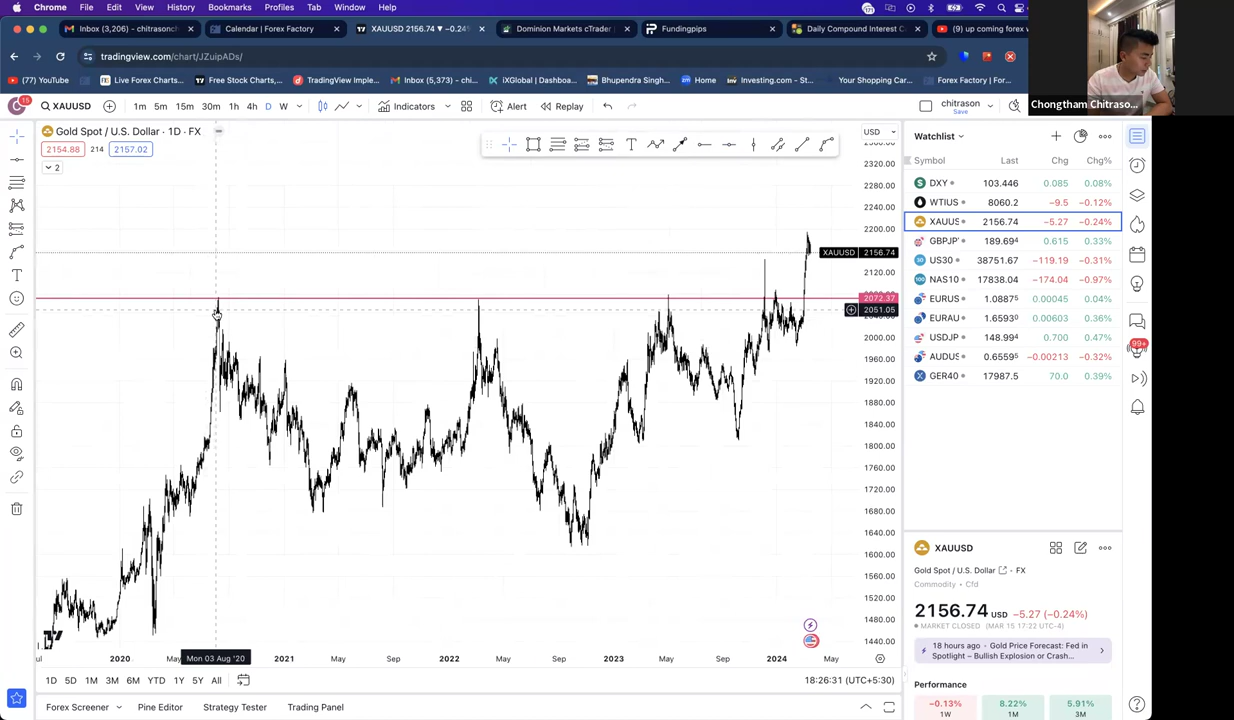 Chrome File Edit View History Bookmarks Profiles Tab Window Help
Inbox (3,206) - chitrasonch
Calendar | Forex Factory
XAUUSD 2156.74 ▼ −0.24%
Dominion Markets cTrader
Fundingpips
Daily Compound Interest C
(9) up coming forex w
tradingview.com/chart/JZuipADs/
(77) YouTube
Live Forex Charts,...
Free Stock Charts,...
TradingView Imple...
Inbox (5,373) - chi...
iXGlobal | Dashboa...
Bhupendra Singh...
Home
Investing.com - St...
Your Shopping Car...
Forex Factory | For...
Chongtham Chitraso...
C 15 XAUUSD 1m 5m 15m 30m 1h 4h D W Indicators Alert Replay
chitrason
Save
Gold Spot / U.S. Dollar · 1D · FX
2154.88 214 2157.02
2
USD
2320.00
2280.00
2240.00
2200.00
XAUUSD 2156.74
2120.00
2072.37
2051.05
2000.00
1960.00
1920.00
1880.00
1840.00
1800.00
1760.00
1720.00
1680.00
1640.00
1600.00
1560.00
1520.00
1480.00
1440.00
2020 May Mon 03 Aug '20 2021 May Sep 2022 May Sep 2023 May Sep 2024 May
1D 5D 1M 3M 6M YTD 1Y 5Y All
18:26:31 (UTC+5:30)
Forex Screener Pine Editor Strategy Tester Trading Panel
Watchlist
Symbol Last Chg Chg%
DXY 103.446 0.085 0.08%
WTIUS 8060.2 −9.5 −0.12%
XAUUS 2156.74 −5.27 −0.24%
GBPJP 189.694 0.615 0.33%
US30 38751.67 −119.19 −0.31%
NAS10 17838.04 −174.04 −0.97%
EURUS 1.08875 0.00045 0.04%
EURAU 1.65930 0.00603 0.36%
USDJP 148.994 0.700 0.47%
AUDUS 0.65595 −0.00213 −0.32%
GER40 17987.5 70.0 0.39%
99+
XAUUSD
Gold Spot / U.S. Dollar · FX
Commodity · Cfd
2156.74 USD −5.27 (−0.24%)
MARKET CLOSED (MAR 15 17:22 UTC-4)
18 hours ago · Gold Price Forecast: Fed in
Spotlight – Bullish Explosion or Crash...
Performance
−0.13% 8.22% 5.91%
1W 1M 3M